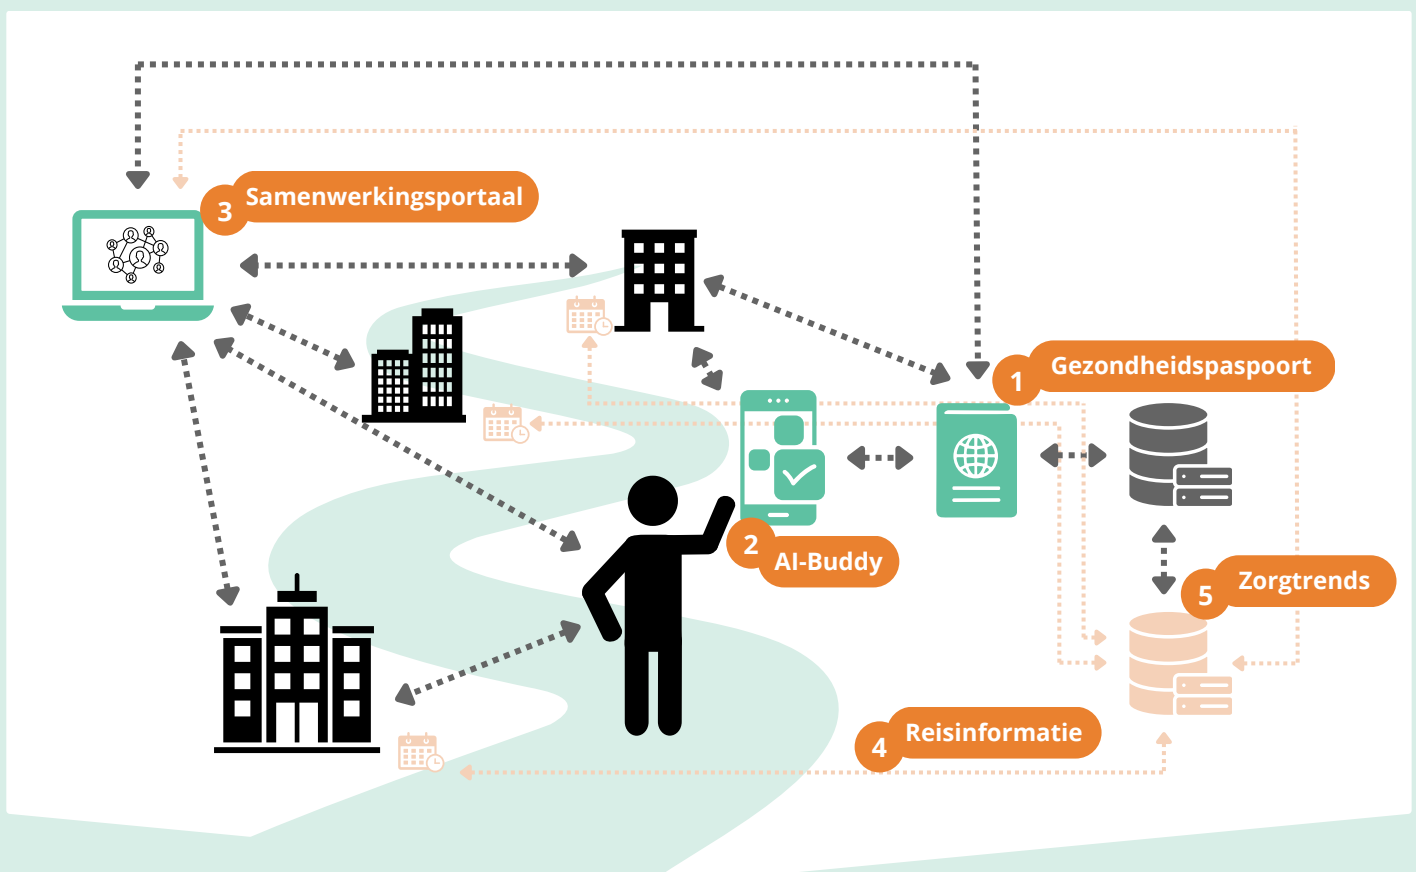 3 Samenwerkingsportaal
1 Gezondheidspaspoort
2 AI-Buddy
5 Zorgtrends
4 Reisinformatie